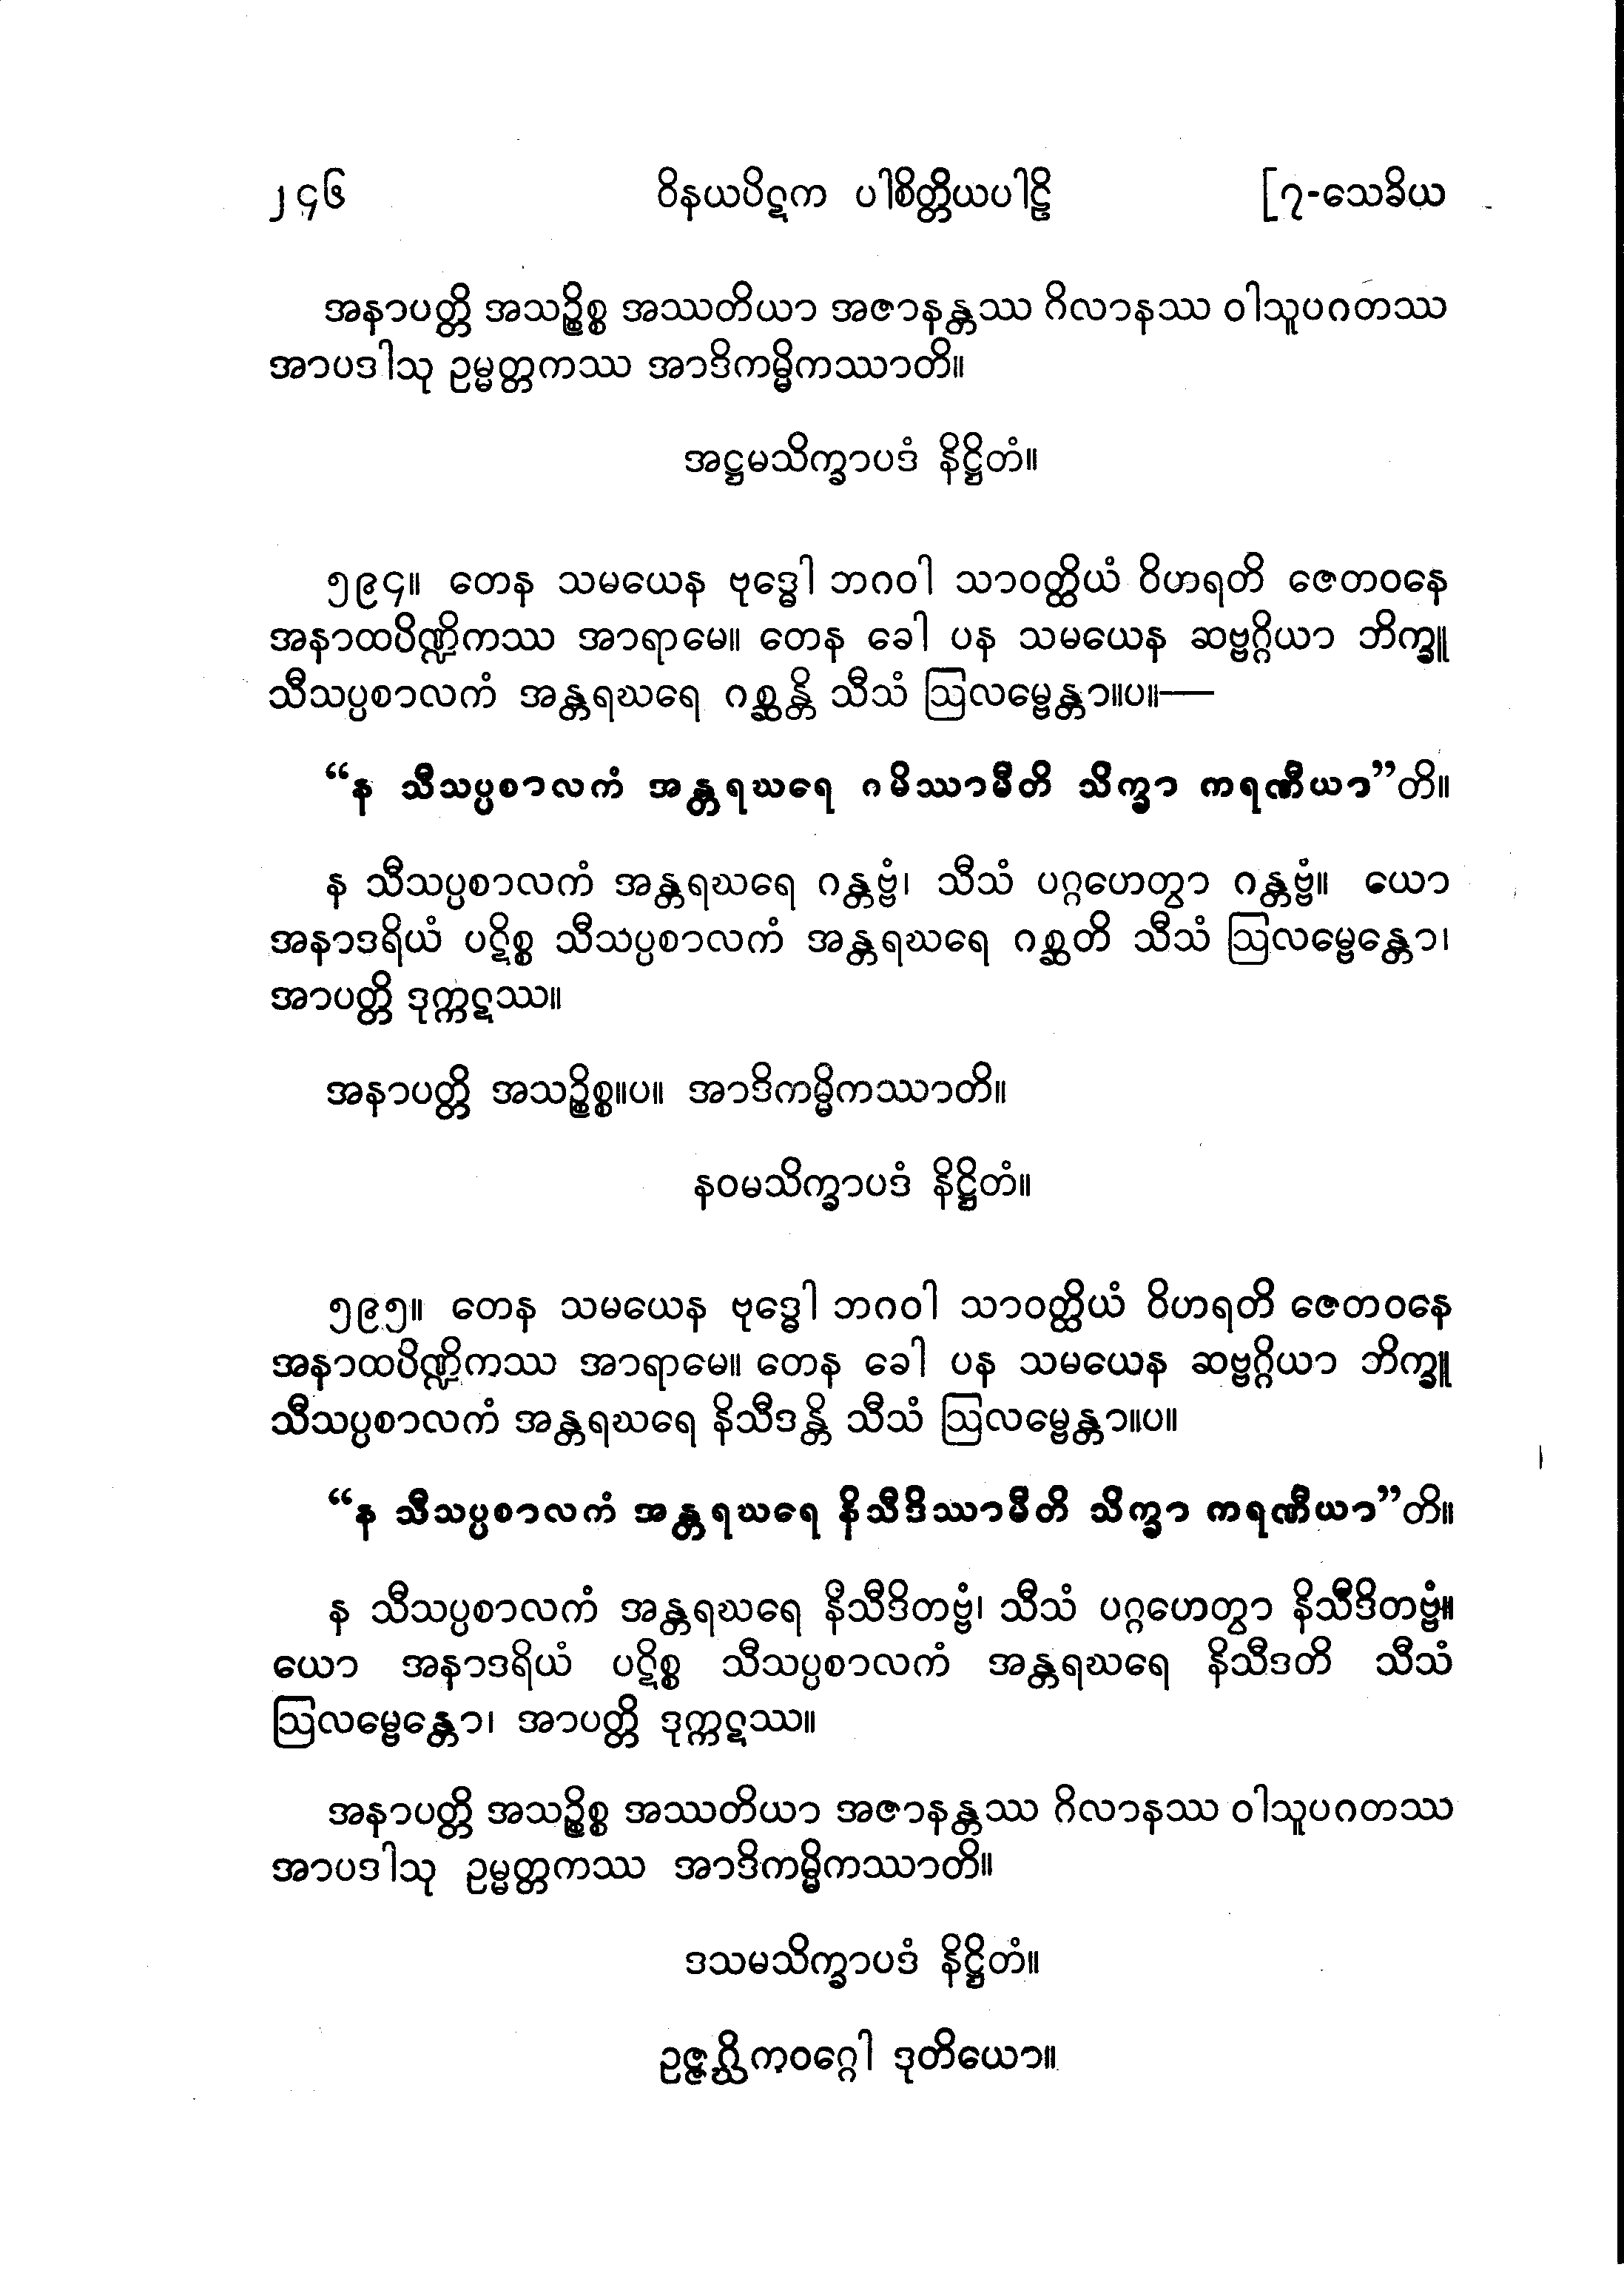 ၂၄၆ ဝိနယပိဋက ပါစိတ္တိယပါဠိ [၇-သေခိယ
အနာပတ္တိ အသဉ္စိစ္စ အဿတိယာ အဇာနန္တဿ ဂိလာနဿ ဝါသူပဂတဿ
အာပဒါသု ဥမ္မတ္တကဿ အာဒိကမ္မိကဿာတိ။
အဋ္ဌမသိက္ခာပဒံ နိဋ္ဌိတံ။
၅၉၄။ တေန သမယေန ဗုဒ္ဓေါ ဘဂဝါ သာဝတ္ထိယံ ဝိဟရတိ ဇေတဝနေ
အနာထပိဏ္ဍိကဿ အာရာမေ။ တေန ခေါ ပန သမယေန ဆဗ္ဗဂ္ဂိယာ ဘိက္ခူ
သီသပ္ပစာလကံ အန္တရဃရေ ဂစ္ဆန္တိ သီသံ ဩလမ္ဗေန္တာ။ပ။—
“န သီသပ္ပစာလကံ အန္တရဃရေ ဂမိဿာမီတိ သိက္ခာ ကရဏီယာ”တိ။
န သီသပ္ပစာလကံ အန္တရဃရေ ဂန္တဗ္ဗံ၊ သီသံ ပဂ္ဂဟေတွာ ဂန္တဗ္ဗံ။ ယော
အနာဒရိယံ ပဋိစ္စ သီသပ္ပစာလကံ အန္တရဃရေ ဂစ္ဆတိ သီသံ ဩလမ္ဗေန္တော၊
အာပတ္တိ ဒုက္ကဋဿ။
အနာပတ္တိ အသဉ္စိစ္စ။ပ။ အာဒိကမ္မိကဿာတိ။
နဝမသိက္ခာပဒံ နိဋ္ဌိတံ။
၅၉၅။ တေန သမယေန ဗုဒ္ဓေါ ဘဂဝါ သာဝတ္ထိယံ ဝိဟရတိ ဇေတဝနေ
အနာထပိဏ္ဍိကဿ အာရာမေ။ တေန ခေါ ပန သမယေန ဆဗ္ဗဂ္ဂိယာ ဘိက္ခူ
သီသပ္ပစာလကံ အန္တရဃရေ နိသီဒန္တိ သီသံ ဩလမ္ဗေန္တာ။ပ။
“န သီသပ္ပစာလကံ အန္တရဃရေ နိသီဒိဿာမီတိ သိက္ခာ ကရဏီယာ”တိ။
န သီသပ္ပစာလကံ အန္တရဃရေ နိသီဒိတဗ္ဗံ၊ သီသံ ပဂ္ဂဟေတွာ နိသီဒိတဗ္ဗံ။
ယော အနာဒရိယံ ပဋိစ္စ သီသပ္ပစာလကံ အန္တရဃရေ နိသီဒတိ သီသံ
ဩလမ္ဗေန္တော၊ အာပတ္တိ ဒုက္ကဋဿ။
အနာပတ္တိ အသဉ္စိစ္စ အဿတိယာ အဇာနန္တဿ ဂိလာနဿ ဝါသူပဂတဿ
အာပဒါသု ဥမ္မတ္တကဿ အာဒိကမ္မိကဿာတိ။
ဒသမသိက္ခာပဒံ နိဋ္ဌိတံ။
ဥဇ္ဇဂ္ဃိကဝဂ္ဂေါ ဒုတိယော။